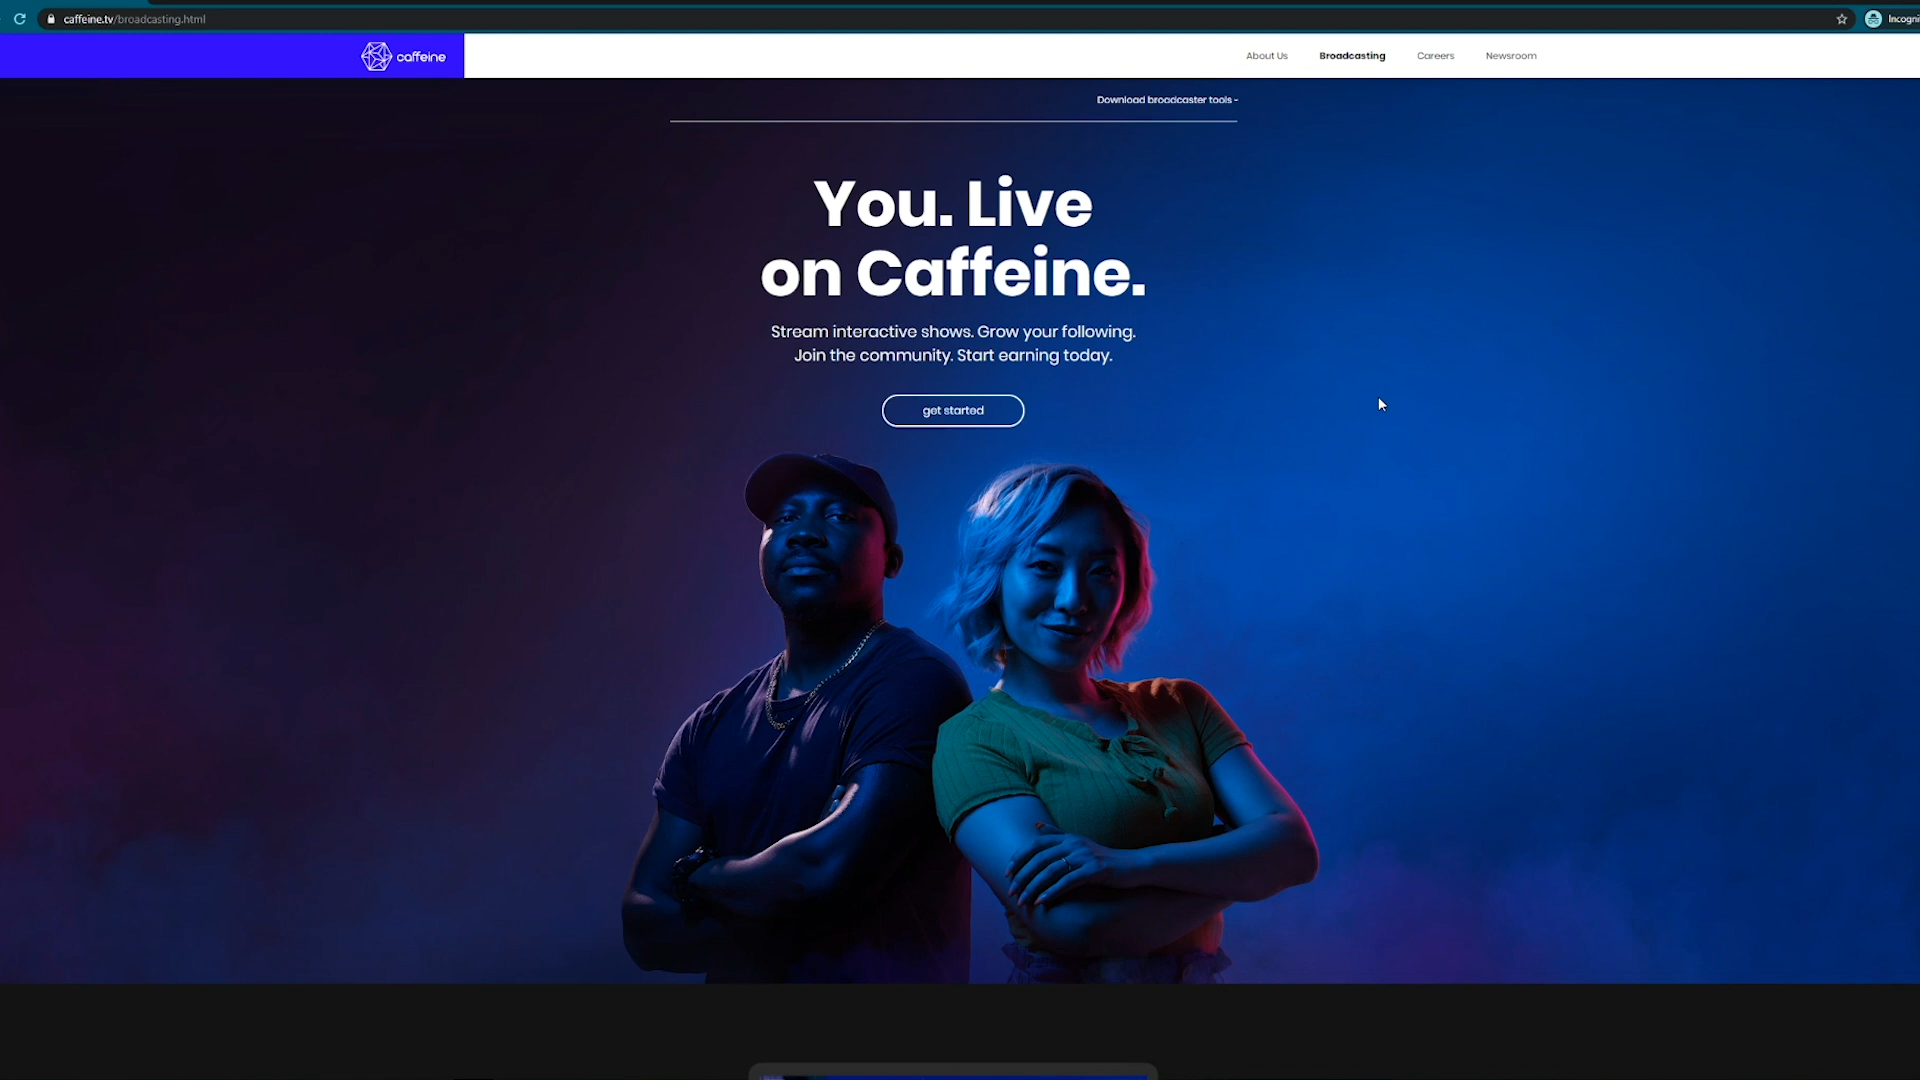 caffeine.tv/broadcasting.html
Incogni
caffeine
About Us
Broadcasting
Careers
Newsroom
Download broadcaster tools -
You. Live
on Caffeine.
Stream interactive shows. Grow your following.
Join the community. Start earning today.
get started